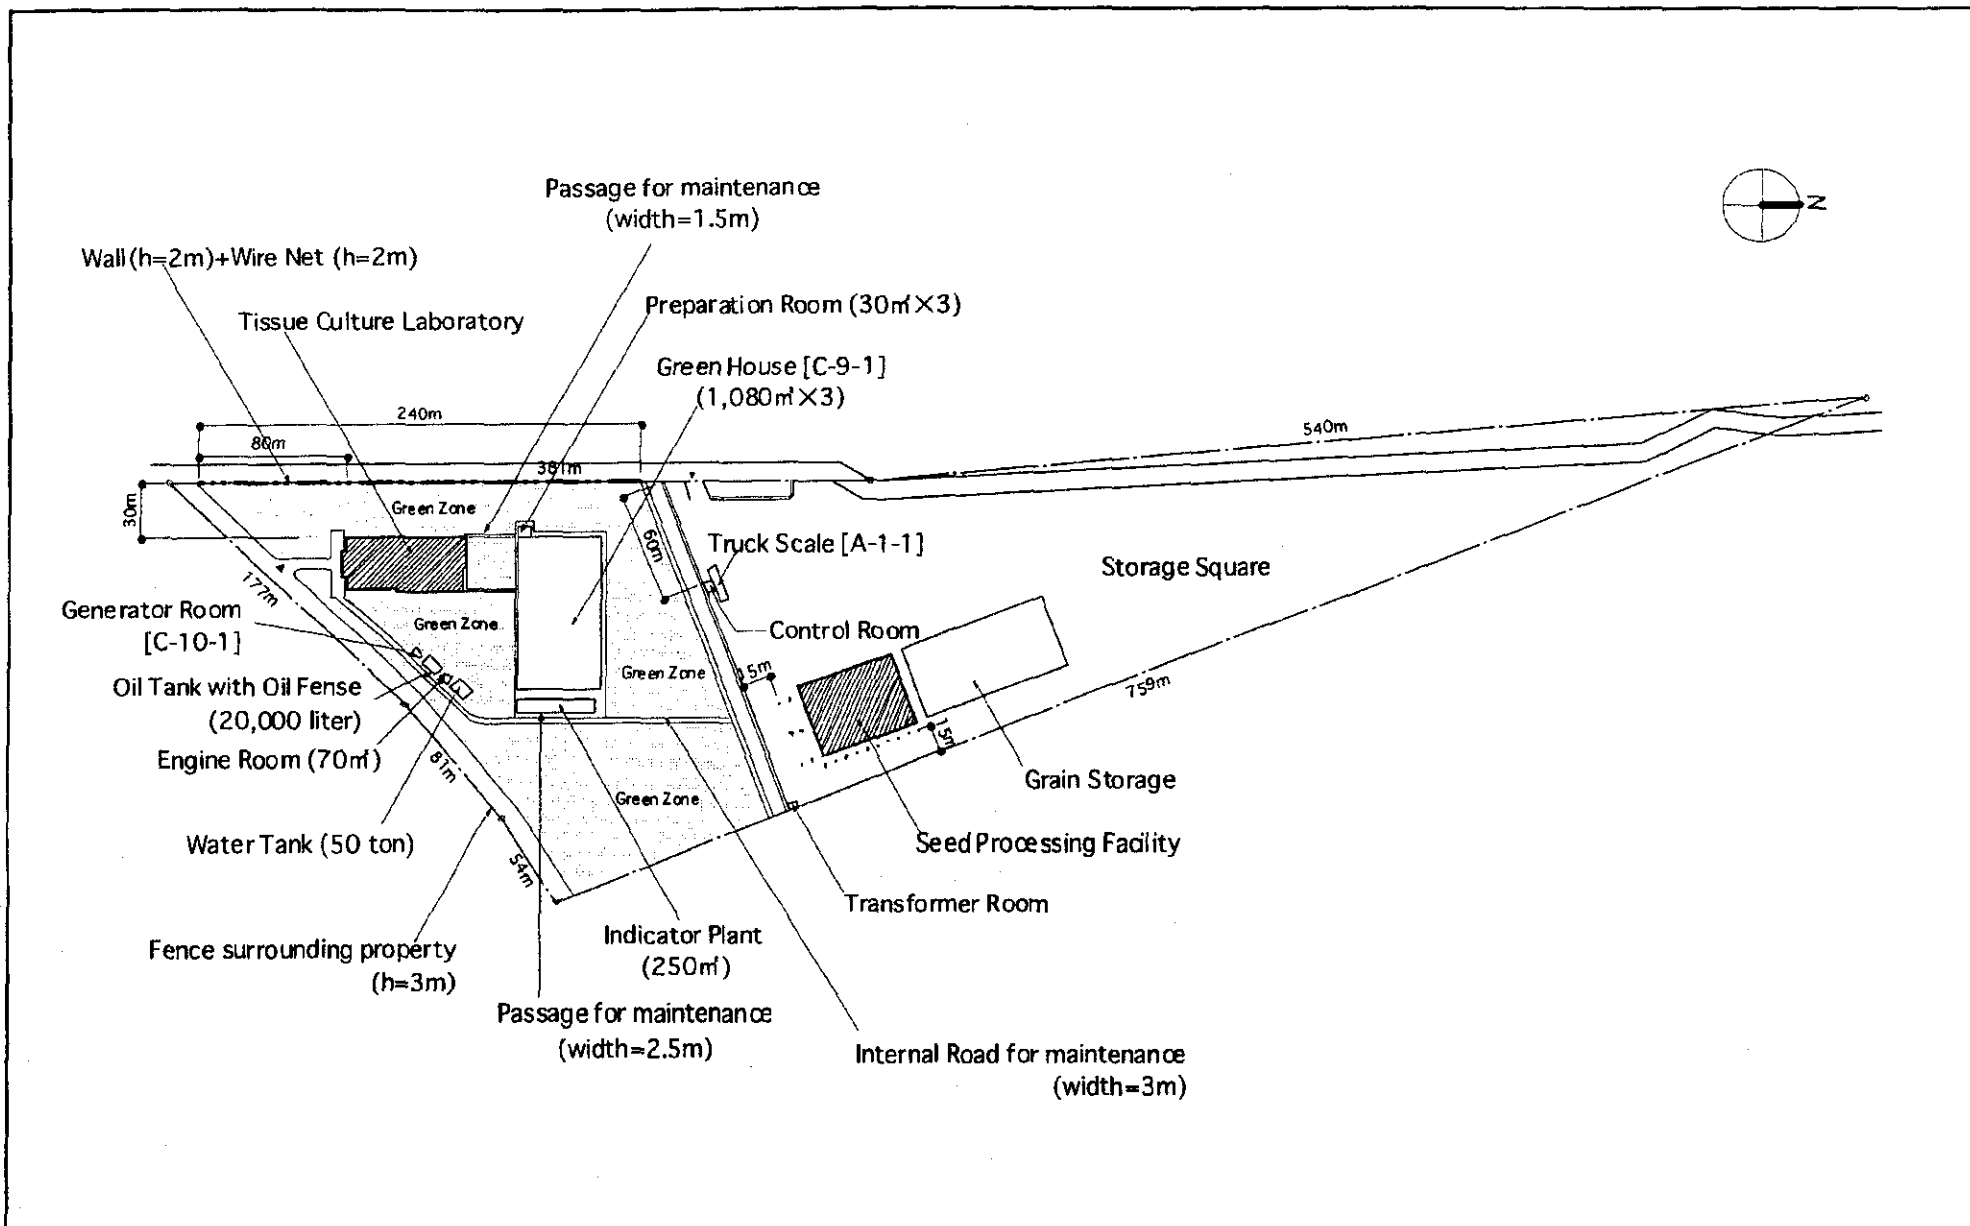 Passage for maintenance
(width=1.5m)
N
Wall(h=2m)+Wire Net (h=2m)
Preparation Room (30㎡×3)
Tissue Culture Laboratory
Green House [C-9-1]
(1,080㎡×3)
240m
80m
540m
381m
30m
Green Zone
60m
Truck Scale [A-1-1]
Storage Square
177m
Generator Room
[C-10-1]
Green Zone
Control Room
Green Zone
15m
759m
Oil Tank with Oil Fense
(20,000 liter)
15m
Engine Room (70㎡)
81m
Grain Storage
Green Zone
Water Tank (50 ton)
Seed Processing Facility
54m
Transformer Room
Indicator Plant
(250㎡)
Fence surrounding property
(h=3m)
Passage for maintenance
(width=2.5m)
Internal Road for maintenance
(width=3m)